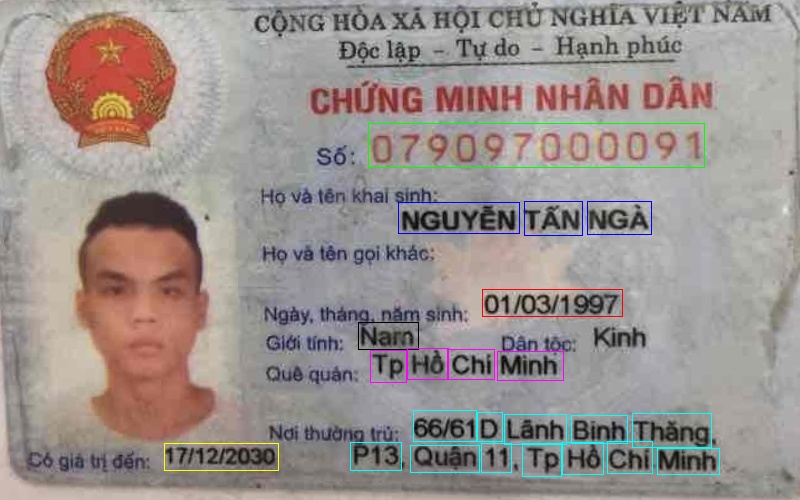 CỘNG HÒA XÃ HỘI CHỦ NGHĨA VIỆT NAM
Độc lập - Tự do - Hạnh phúc
CHỨNG MINH NHÂN DÂN
Số: 079097000091
Họ và tên khai sinh:
NGUYỄN TẤN NGÀ
Họ và tên gọi khác:
Ngày, tháng, năm sinh: 01/03/1997
Giới tính: Nam Dân tộc: Kinh
Quê quán: Tp Hồ Chí Minh
Nơi thường trú: 66/61 D Lãnh Binh Thăng,
P13, Quận 11, Tp Hồ Chí Minh
Có giá trị đến: 17/12/2030